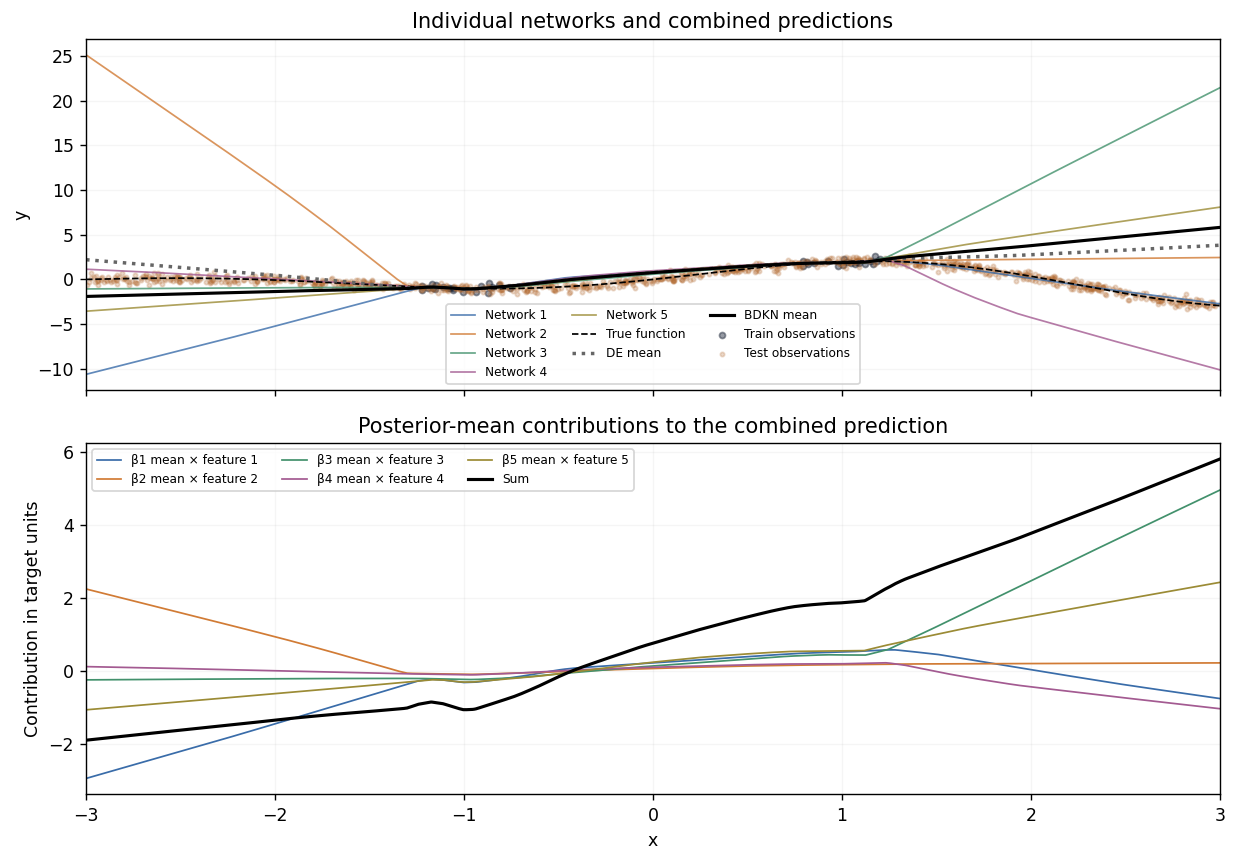 Individual networks and combined predictions
25
20
15
10
5
0
−5
−10
y
Network 1
Network 2
Network 3
Network 4
Network 5
True function
DE mean
BDKN mean
Train observations
Test observations
Posterior-mean contributions to the combined prediction
6
4
2
0
−2
Contribution in target units
β1 mean × feature 1
β2 mean × feature 2
β3 mean × feature 3
β4 mean × feature 4
β5 mean × feature 5
Sum
−3 −2 −1 0 1 2 3
x